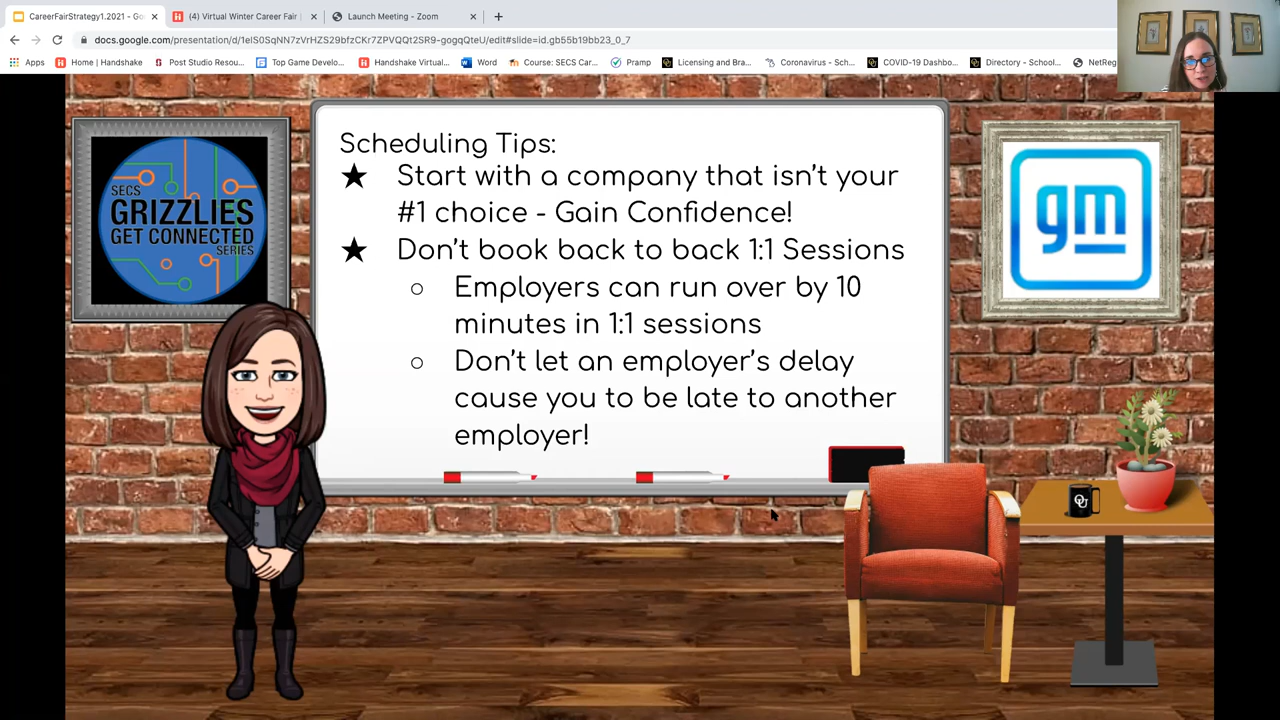 CareerFairStrategy1.2021 - Go
(4) Virtual Winter Career Fair
Launch Meeting - Zoom
docs.google.com/presentation/d/1eIS0SqNN7zVrHZS29bfzCKr7ZPVQQt2SR9-gogqQteU/edit#slide=id.gb55b19bb23_0_7
Apps
Home | Handshake
Post Studio Resou...
Top Game Develo...
Handshake Virtual...
Word
Course: SECS Car...
Pramp
Licensing and Bra...
Coronavirus - Sch...
COVID-19 Dashbo...
Directory - School...
NetReg
SECS
GRIZZLIES
GET CONNECTED
SERIES
Scheduling Tips:
★ Start with a company that isn't your
#1 choice - Gain Confidence!
★ Don't book back to back 1:1 Sessions
○ Employers can run over by 10
minutes in 1:1 sessions
○ Don't let an employer's delay
cause you to be late to another
employer!
gm
OU